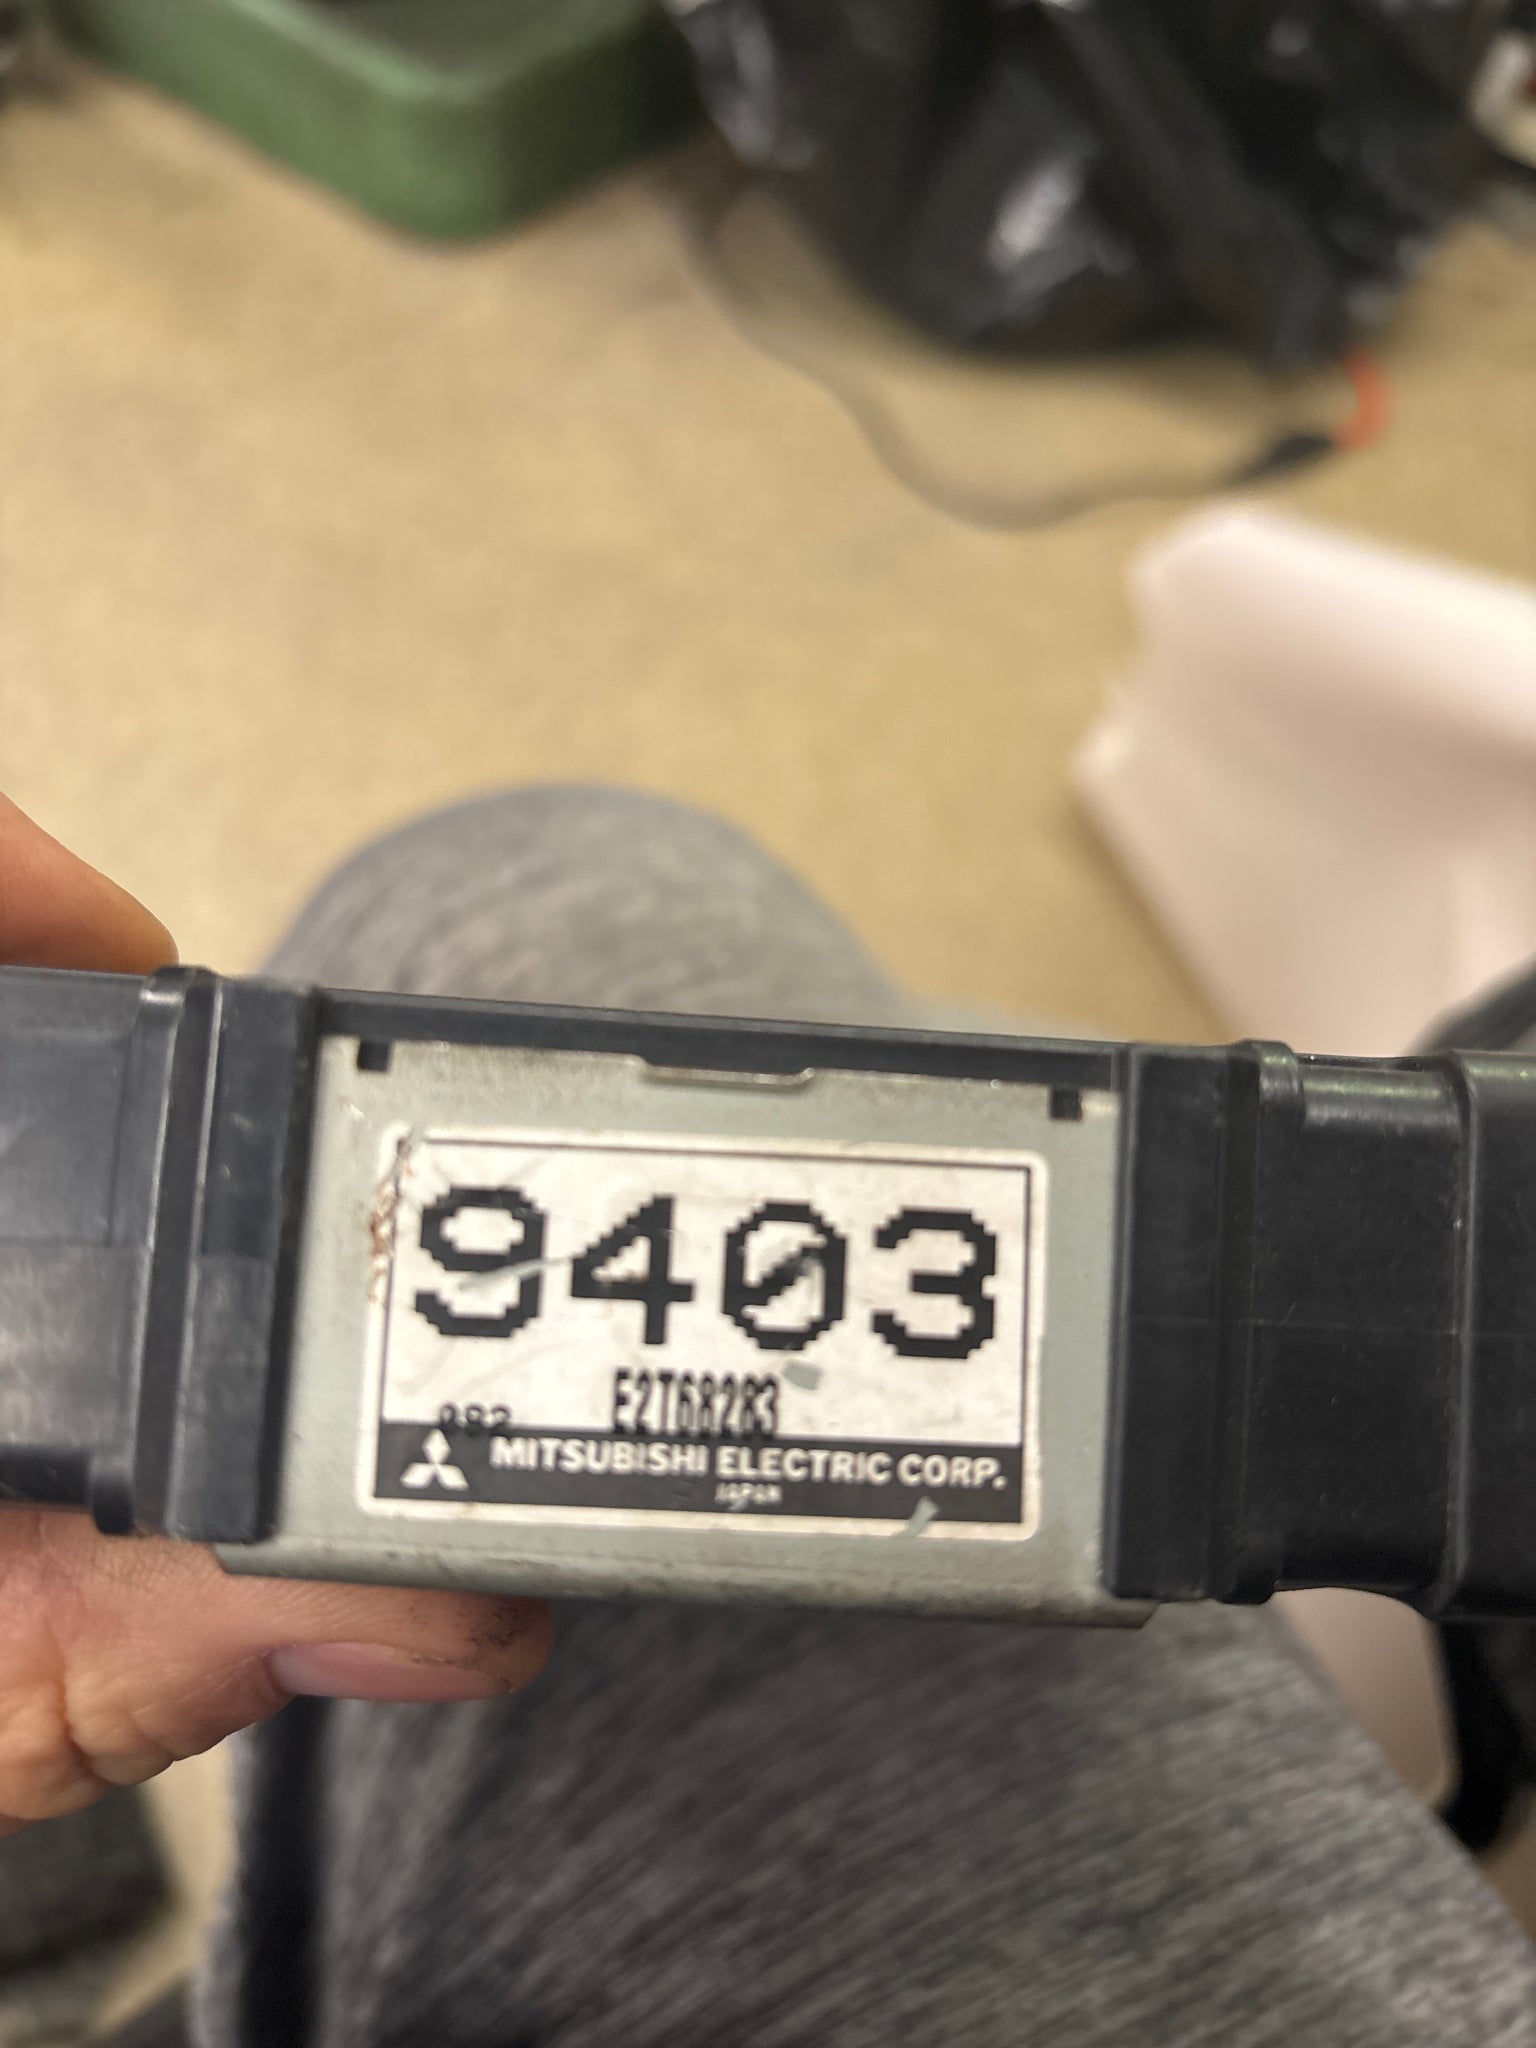 9403
E2T68283
082
MITSUBISHI ELECTRIC CORP.
JAPAN